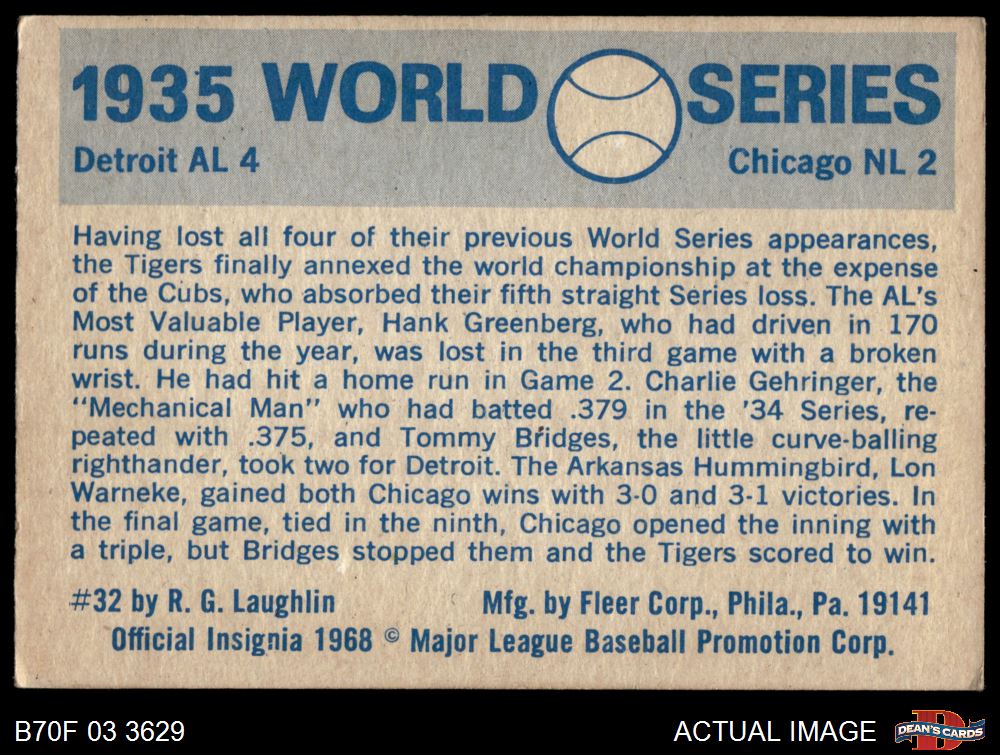 1935 WORLD SERIES
Detroit AL 4 Chicago NL 2
Having lost all four of their previous World Series appearances,
the Tigers finally annexed the world championship at the expense
of the Cubs, who absorbed their fifth straight Series loss. The AL's
Most Valuable Player, Hank Greenberg, who had driven in 170
runs during the year, was lost in the third game with a broken
wrist. He had hit a home run in Game 2. Charlie Gehringer, the
"Mechanical Man" who had batted .379 in the '34 Series, re-
peated with .375, and Tommy Bridges, the little curve-balling
righthander, took two for Detroit. The Arkansas Hummingbird, Lon
Warneke, gained both Chicago wins with 3-0 and 3-1 victories. In
the final game, tied in the ninth, Chicago opened the inning with
a triple, but Bridges stopped them and the Tigers scored to win.
#32 by R. G. Laughlin Mfg. by Fleer Corp., Phila., Pa. 19141
Official Insignia 1968 © Major League Baseball Promotion Corp.
B70F 03 3629 ACTUAL IMAGE D DEAN'S CARDS